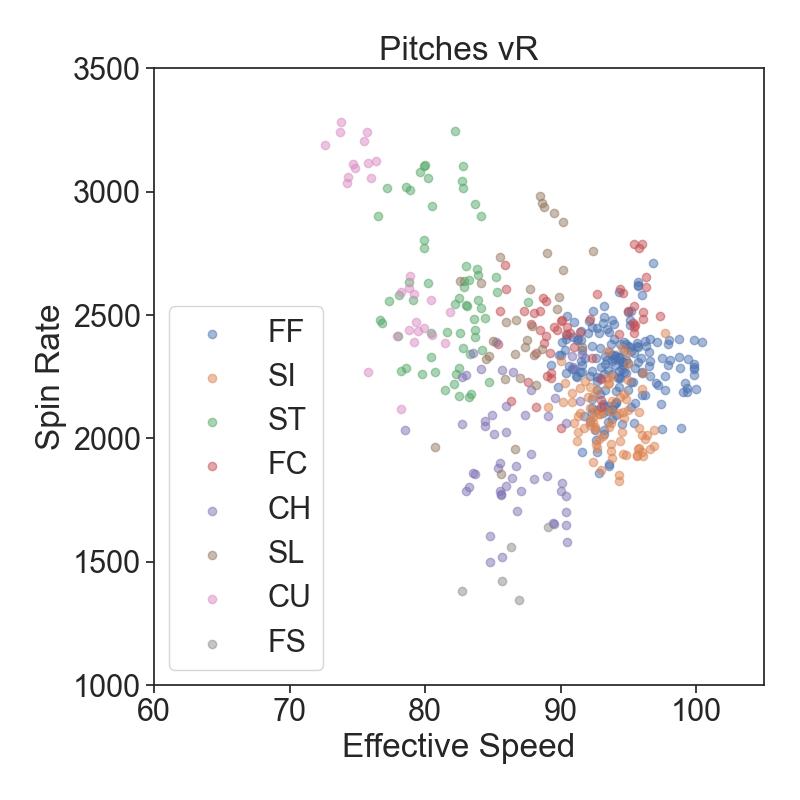 Pitches vR
3500
3000
2500
2000
1500
1000
Spin Rate
FF
SI
ST
FC
CH
SL
CU
FS
60 70 80 90 100
Effective Speed